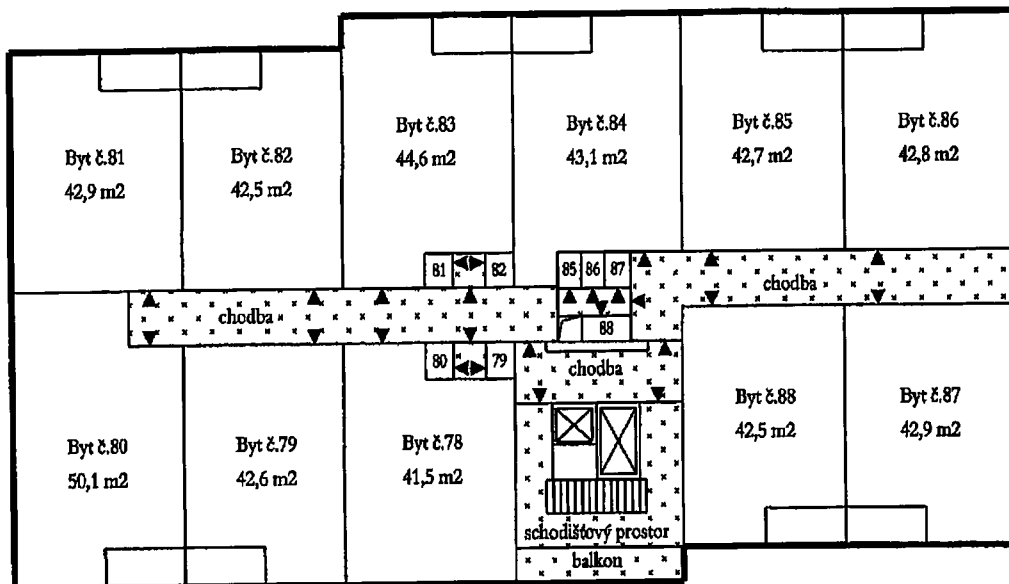 Byt č.81
42,9 m2
Byt č.82
42,5 m2
Byt č.83
44,6 m2
Byt č.84
43,1 m2
Byt č.85
42,7 m2
Byt č.86
42,8 m2
81
82
85
86
87
88
chodba
chodba
80
79
chodba
Byt č.80
50,1 m2
Byt č.79
42,6 m2
Byt č.78
41,5 m2
Byt č.88
42,5 m2
Byt č.87
42,9 m2
schodišťový prostor
balkon